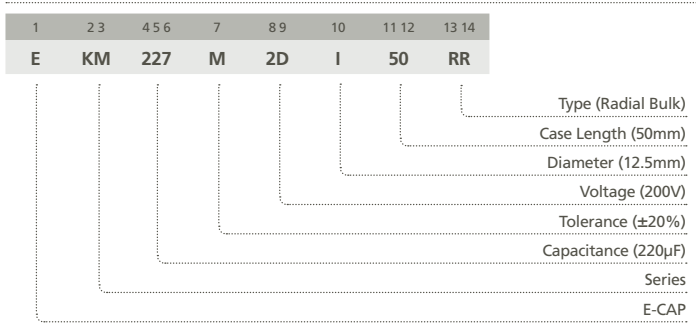 1 2 3 4 5 6 7 8 9 10 11 12 13 14
E KM 227 M 2D I 50 RR
Type (Radial Bulk)
Case Length (50mm)
Diameter (12.5mm)
Voltage (200V)
Tolerance (±20%)
Capacitance (220µF)
Series
E-CAP